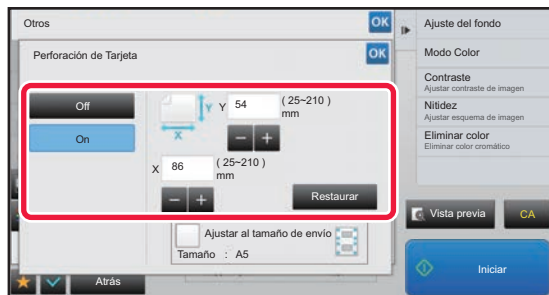 Otros
OK
Perforación de Tarjeta
OK
Off
On
Y
X
Y
54
( 25~210 )
mm
X
86
( 25~210 )
mm
Restaurar
Ajustar al tamaño de envío
Tamaño : A5
Atrás
Ajuste del fondo
Modo Color
Contraste
Ajustar contraste de imagen
Nitidez
Ajustar esquema de imagen
Eliminar color
Eliminar color cromático
Vista previa
CA
Iniciar